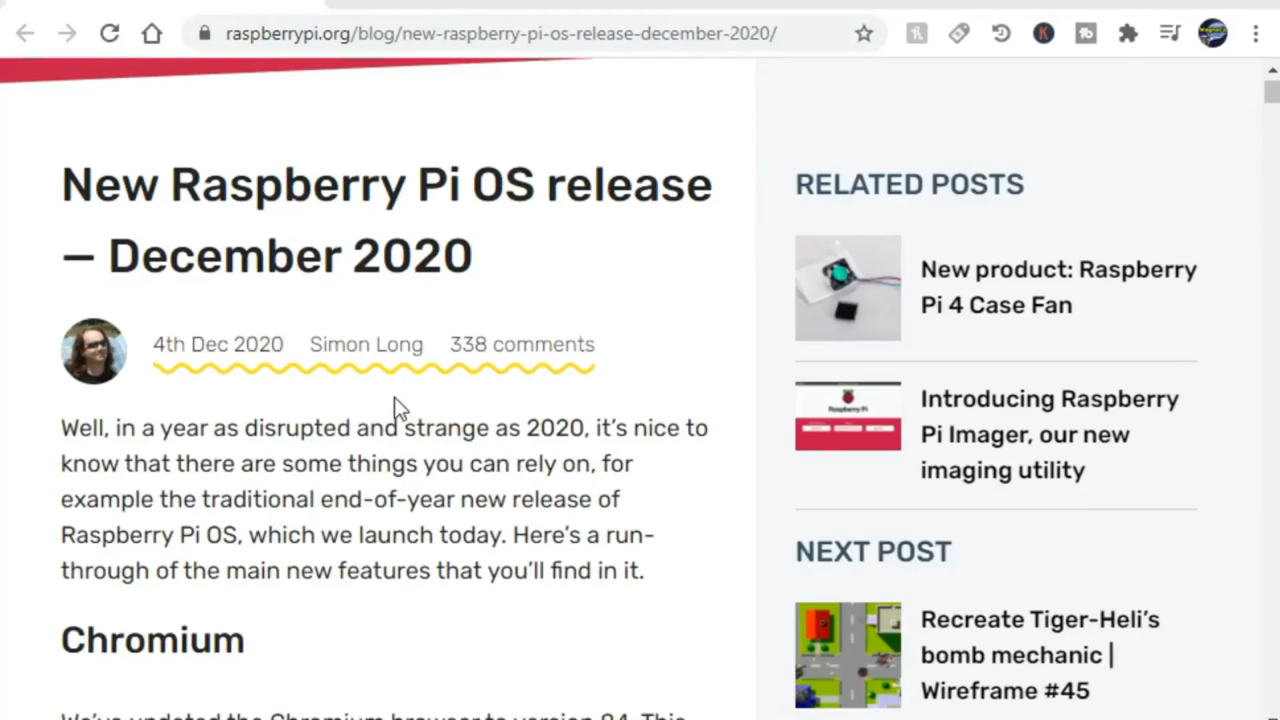 raspberrypi.org/blog/new-raspberry-pi-os-release-december-2020/
New Raspberry Pi OS release
– December 2020
4th Dec 2020 Simon Long 338 comments
Well, in a year as disrupted and strange as 2020, it's nice to
know that there are some things you can rely on, for
example the traditional end-of-year new release of
Raspberry Pi OS, which we launch today. Here's a run-
through of the main new features that you'll find in it.
Chromium
We've updated the Chromium browser to version 84. This
RELATED POSTS
New product: Raspberry
Pi 4 Case Fan
Raspberry Pi
Introducing Raspberry
Pi Imager, our new
imaging utility
NEXT POST
Recreate Tiger-Heli's
bomb mechanic |
Wireframe #45